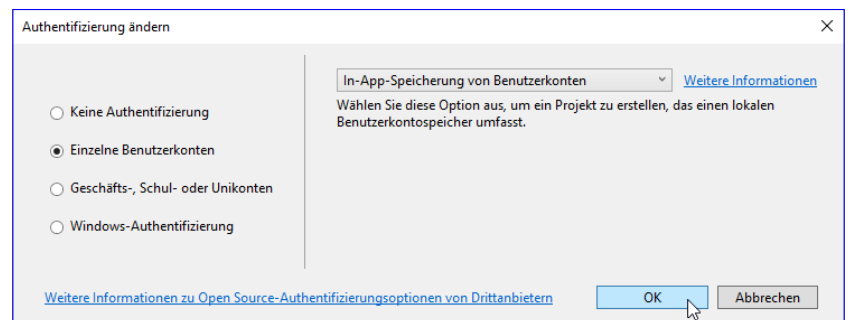 Authentifizierung ändern
In-App-Speicherung von Benutzerkonten
Weitere Informationen
Wählen Sie diese Option aus, um ein Projekt zu erstellen, das einen lokalen
Benutzerkontospeicher umfasst.
Keine Authentifizierung
Einzelne Benutzerkonten
Geschäfts-, Schul- oder Unikonten
Windows-Authentifizierung
Weitere Informationen zu Open Source-Authentifizierungsoptionen von Drittanbietern
OK
Abbrechen